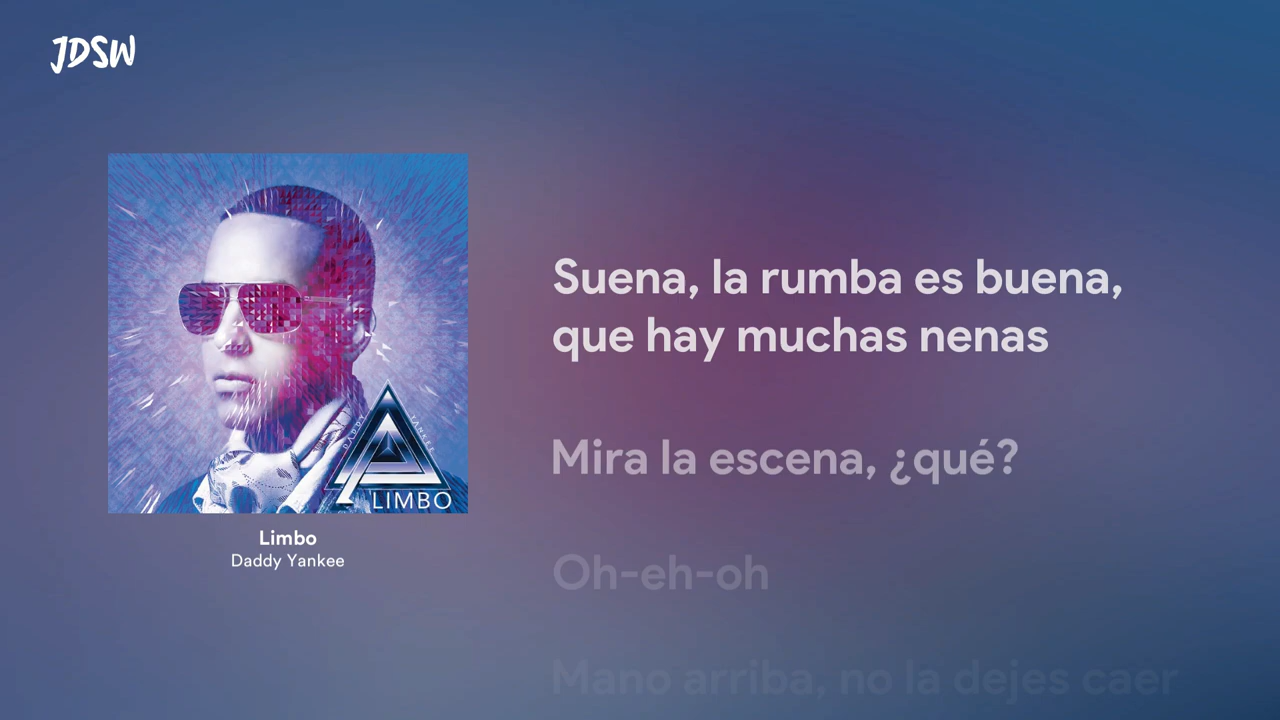 JDSW
DADDY YANKEE
LIMBO
Limbo
Daddy Yankee
Suena, la rumba es buena,
que hay muchas nenas
Mira la escena, ¿qué?
Oh-eh-oh
Mano arriba, no la dejes caer